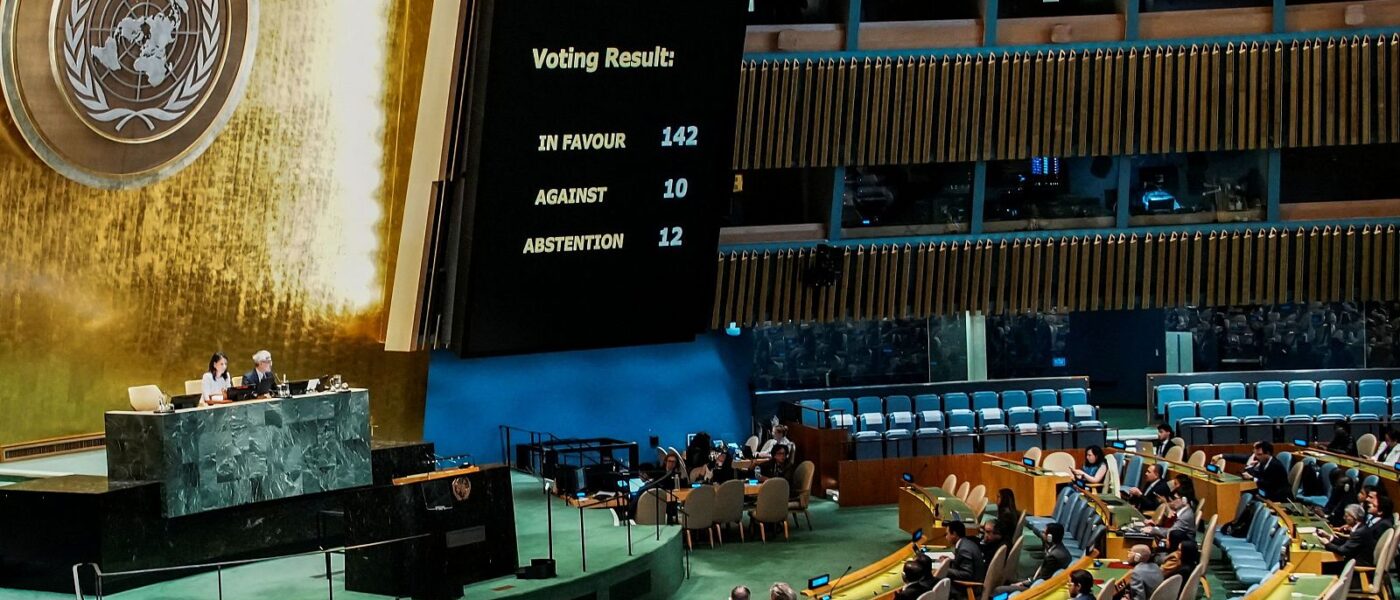 Voting Result:
IN FAVOUR 142
AGAINST 10
ABSTENTION 12